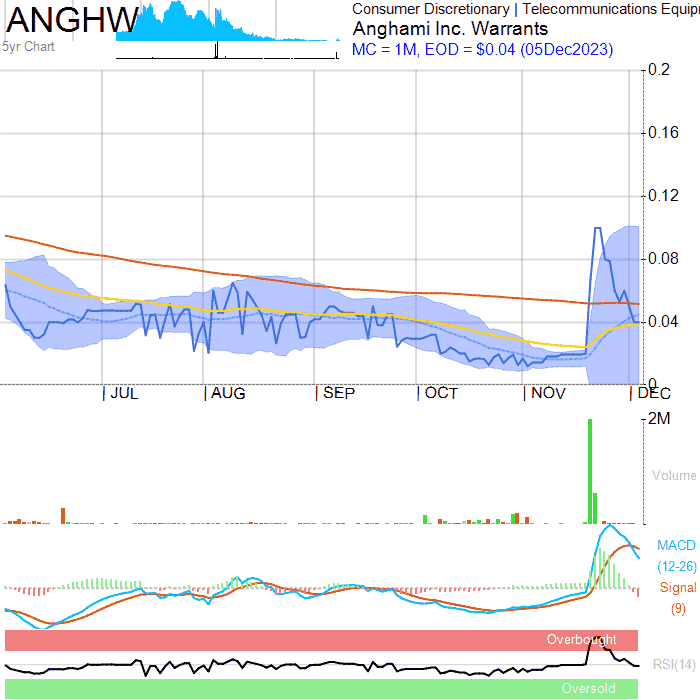 ANGHW
5yr Chart
Consumer Discretionary | Telecommunications Equip
Anghami Inc. Warrants
MC = 1M, EOD = $0.04 (05Dec2023)
0.2
0.16
0.12
0.08
0.04
0
JUL AUG SEP OCT NOV DEC
2M
Volume
MACD
(12-26)
Signal
(9)
Overbought
RSI(14)
Oversold